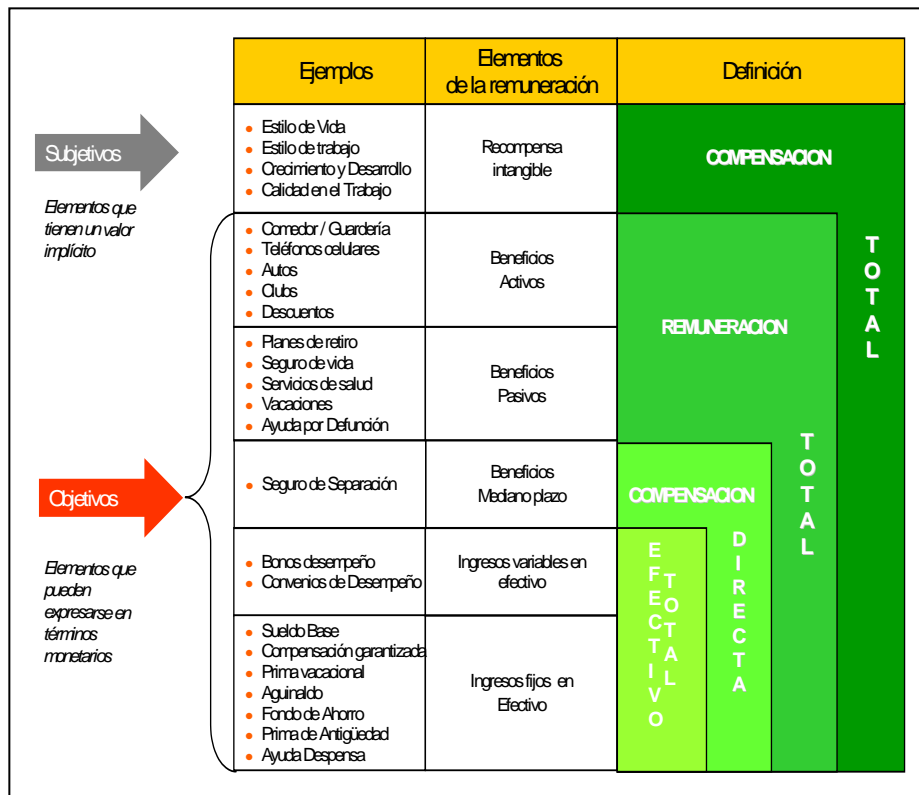 Ejemplos
Elementos
de la remuneración
Definición
Subjetivos
Elementos que
tienen un valor
implícito
Estilo de Vida
Estilo de trabajo
Crecimiento y Desarrollo
Calidad en el Trabajo
Recompensa
intangible
COMPENSACION
TOTAL
Comedor / Guardería
Teléfonos celulares
Autos
Clubs
Descuentos
Beneficios
Activos
REMUNERACION
TOTAL
Planes de retiro
Seguro de vida
Servicios de salud
Vacaciones
Ayuda por Defunción
Beneficios
Pasivos
Objetivos
Elementos que
pueden
expresarse en
términos
monetarios
Seguro de Separación
Beneficios
Mediano plazo
COMPENSACION
DIRECTA
Bonos desempeño
Convenios de Desempeño
Ingresos variables en
efectivo
EFECTIVO
TOTAL
Sueldo Base
Compensación garantizada
Prima vacacional
Aguinaldo
Fondo de Ahorro
Prima de Antigüedad
Ayuda Despensa
Ingresos fijos en
Efectivo